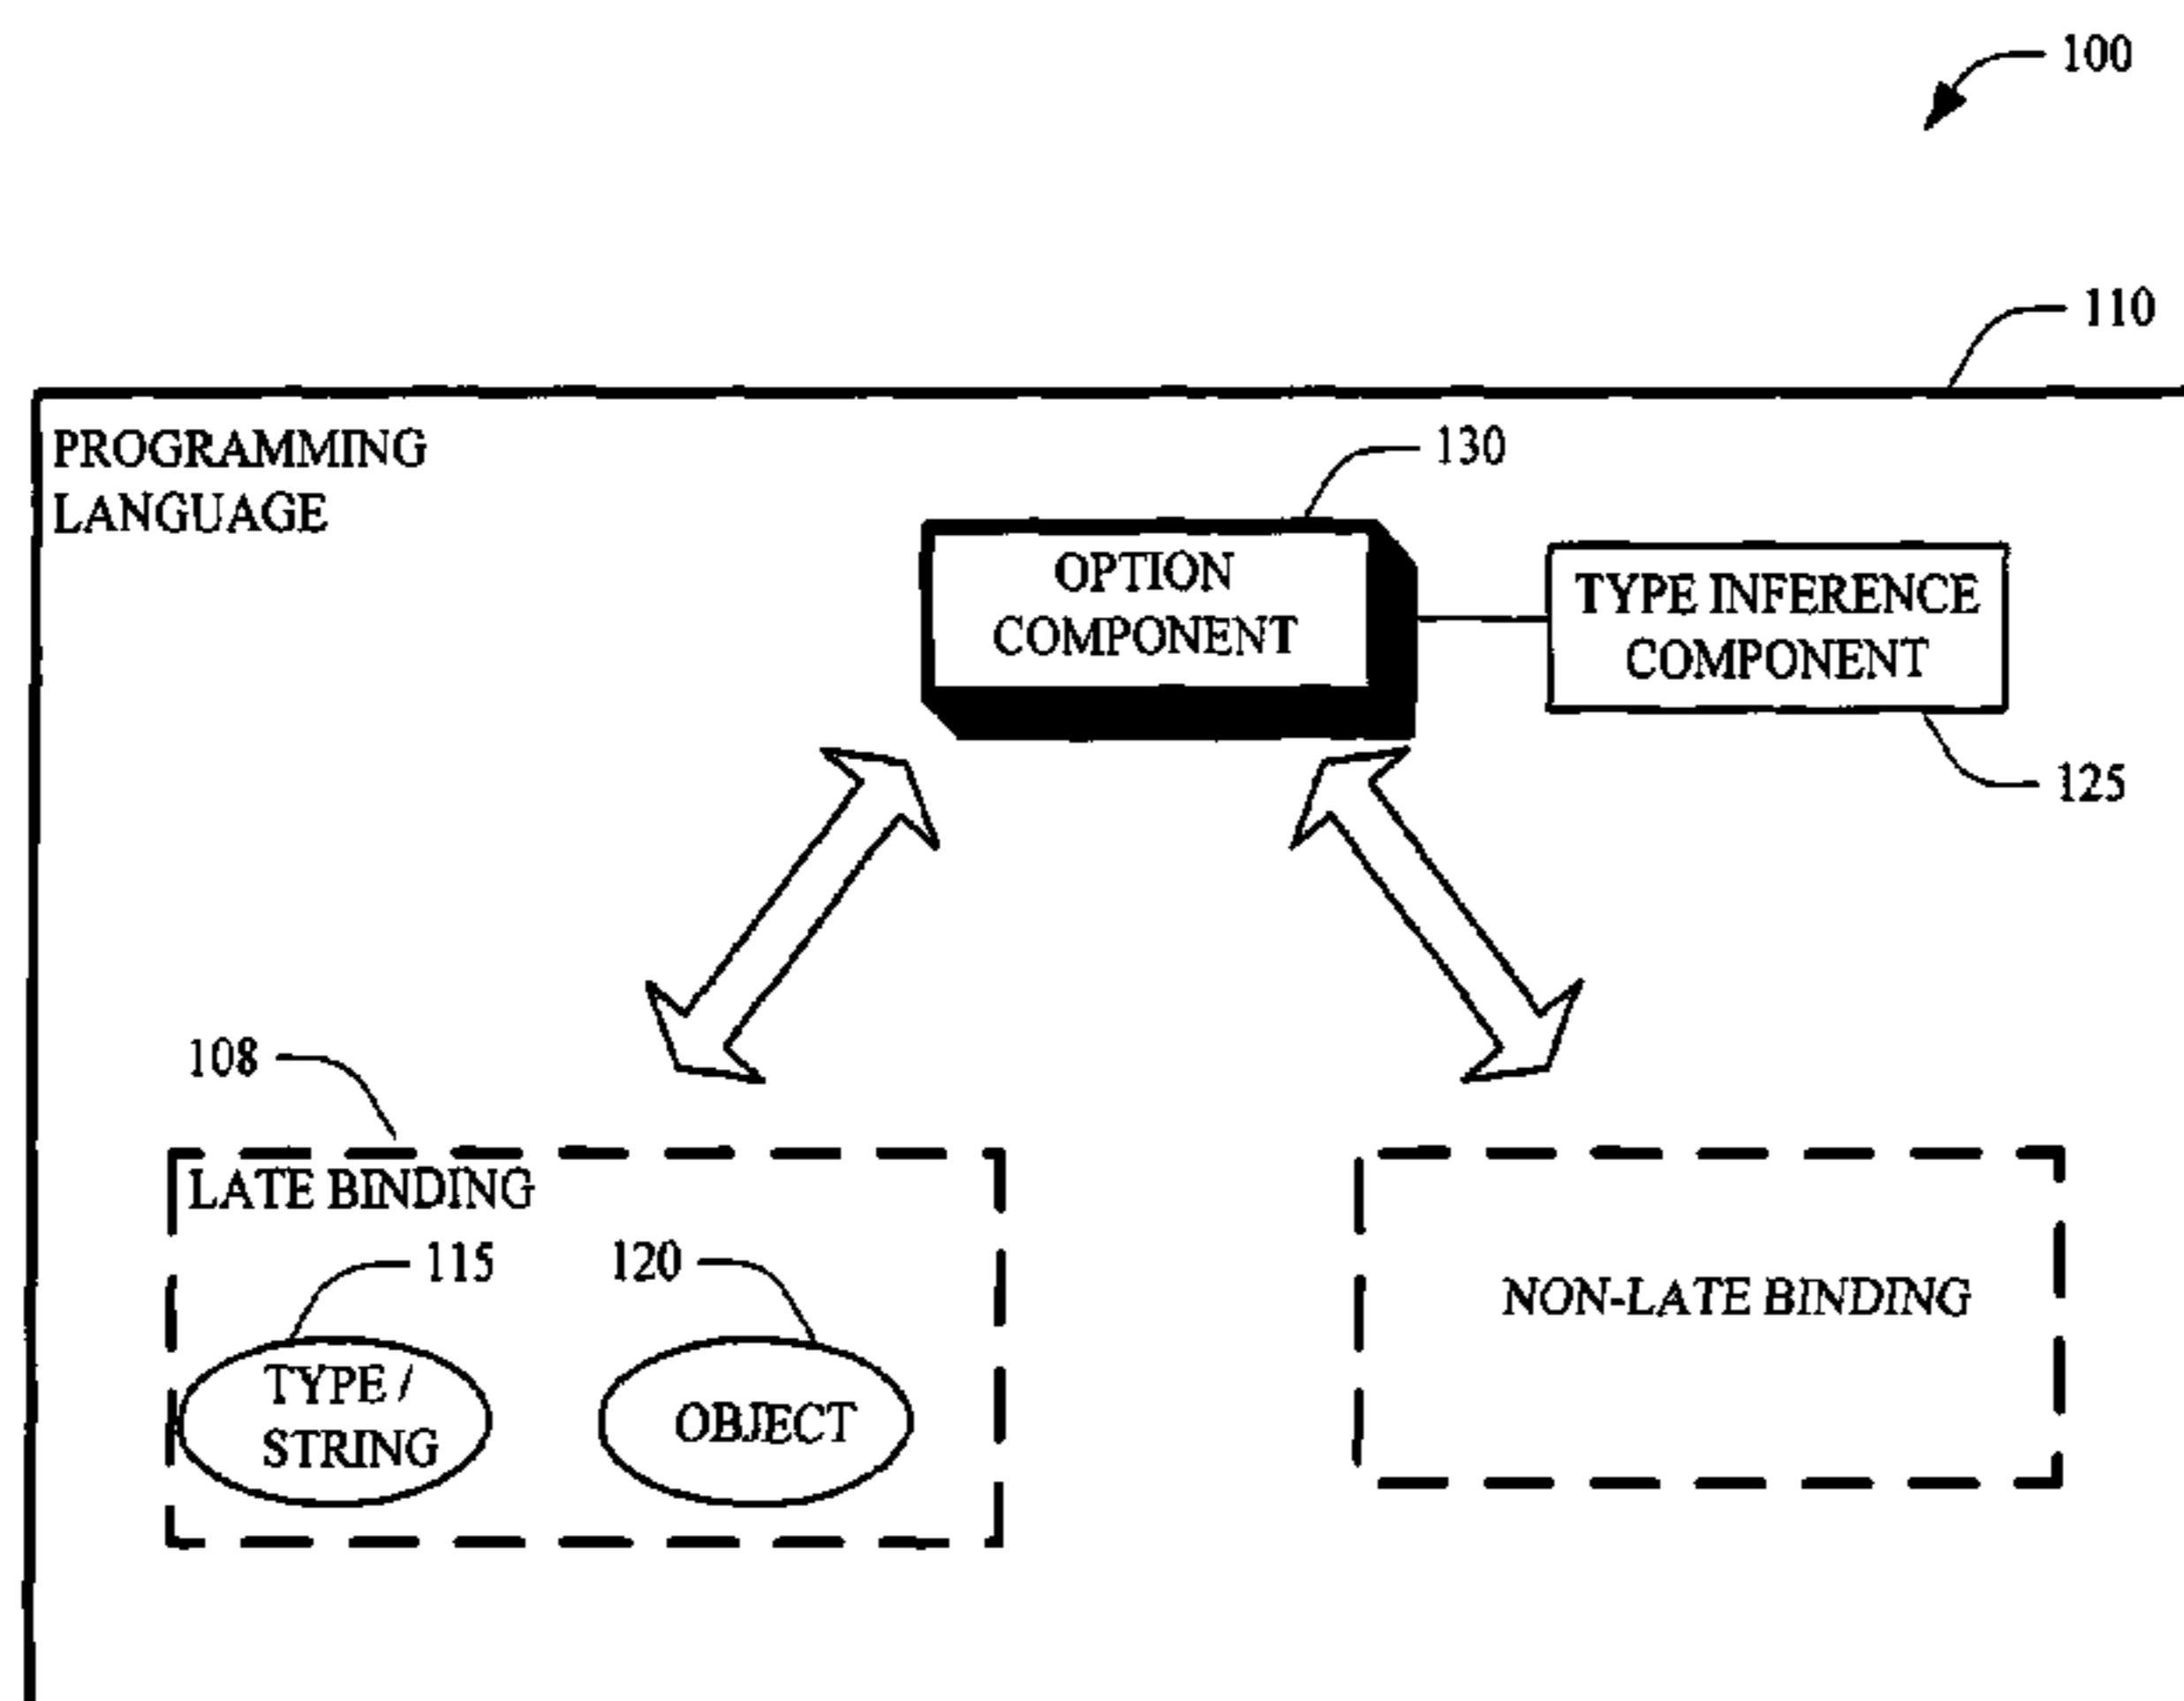 100
110
PROGRAMMING
LANGUAGE
130
OPTION
COMPONENT
TYPE INFERENCE
COMPONENT
125
108
LATE BINDING
115
120
TYPE /
STRING
OBJECT
NON-LATE BINDING